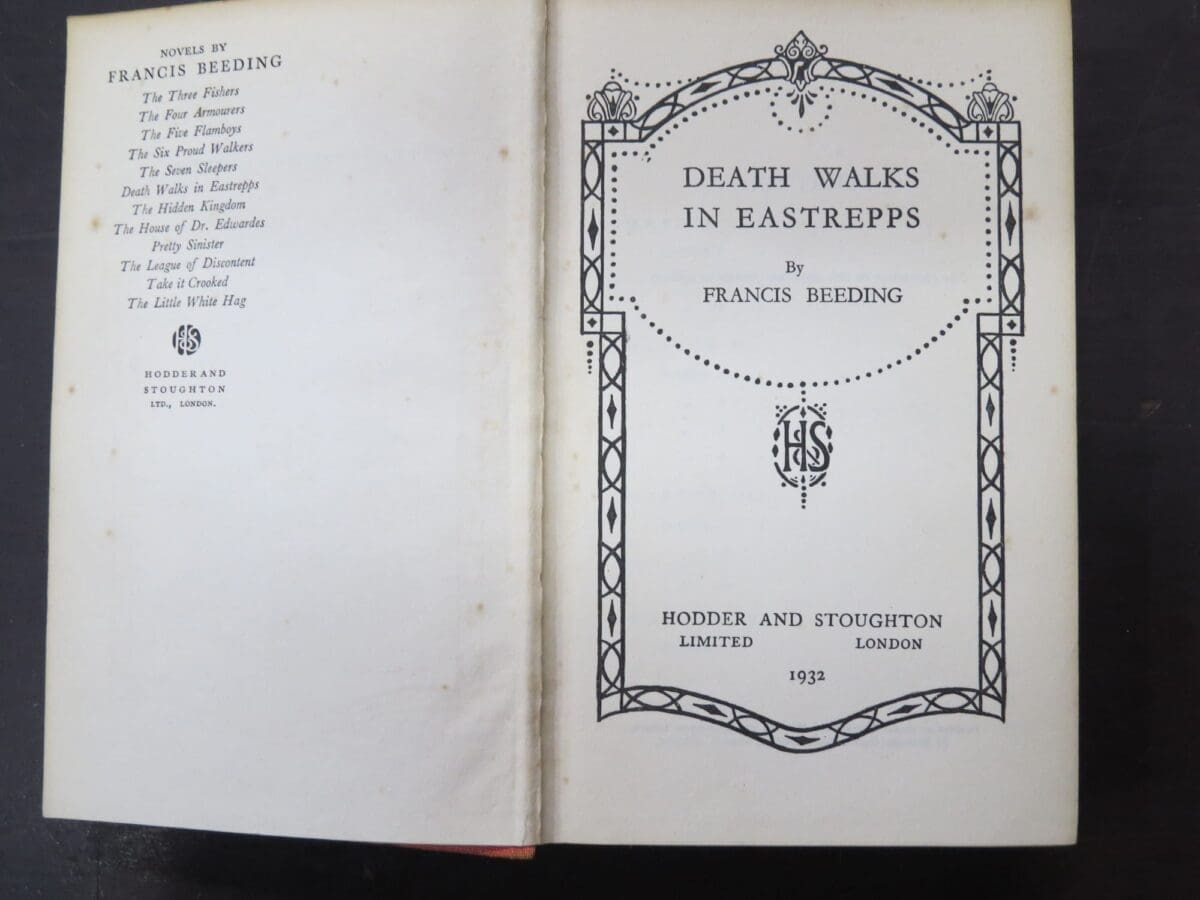 NOVELS BY
FRANCIS BEEDING
The Three Fishers
The Four Armourers
The Five Flamboys
The Six Proud Walkers
The Seven Sleepers
Death Walks in Eastrepps
The Hidden Kingdom
The House of Dr. Edwardes
Pretty Sinister
The League of Discontent
Take it Crooked
The Little White Hag
HS
HODDER AND
STOUGHTON
LTD., LONDON.
DEATH WALKS
IN EASTREPPS
By
FRANCIS BEEDING
H&S
HODDER AND STOUGHTON
LIMITED LONDON
1932